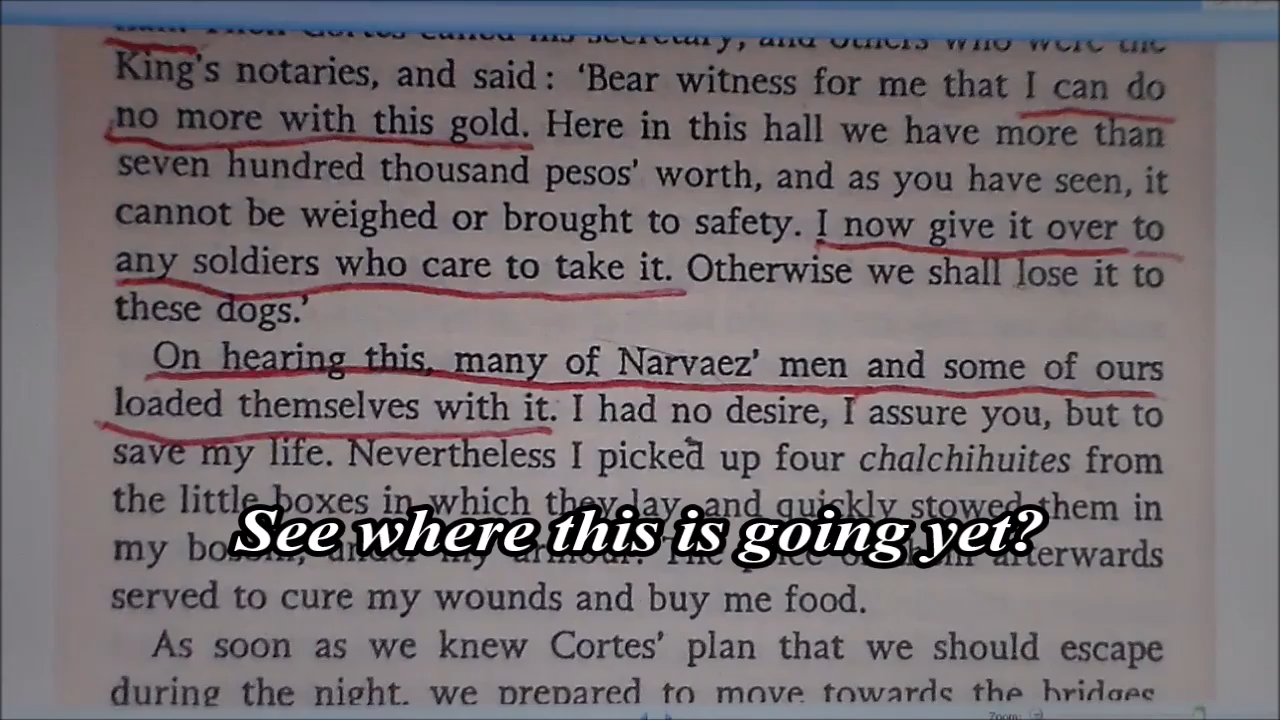 King's notaries, and said : 'Bear witness for me that I can do
no more with this gold. Here in this hall we have more than
seven hundred thousand pesos' worth, and as you have seen, it
cannot be weighed or brought to safety. I now give it over to
any soldiers who care to take it. Otherwise we shall lose it to
these dogs.'
On hearing this, many of Narvaez' men and some of ours
loaded themselves with it. I had no desire, I assure you, but to
save my life. Nevertheless I picked up four chalchihuites from
the little boxes in which they lay, and quickly stowed them in
See where this is going yet?
my afterwards
served to cure my wounds and buy me food.
As soon as we knew Cortes' plan that we should escape
during the night, we prepared to move towards the bridges
Zoom: